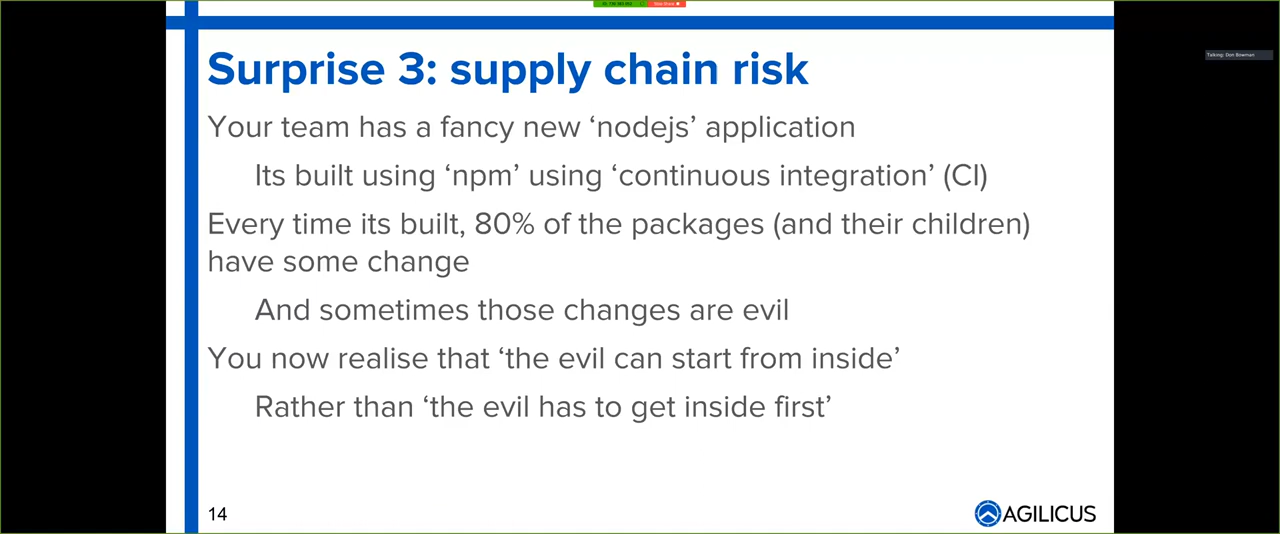 Talking: Don Bowman
Surprise 3: supply chain risk
Your team has a fancy new ‘nodejs’ application
Its built using ‘npm’ using ‘continuous integration’ (CI)
Every time its built, 80% of the packages (and their children)
have some change
And sometimes those changes are evil
You now realise that ‘the evil can start from inside’
Rather than ‘the evil has to get inside first’
14
AGILICUS